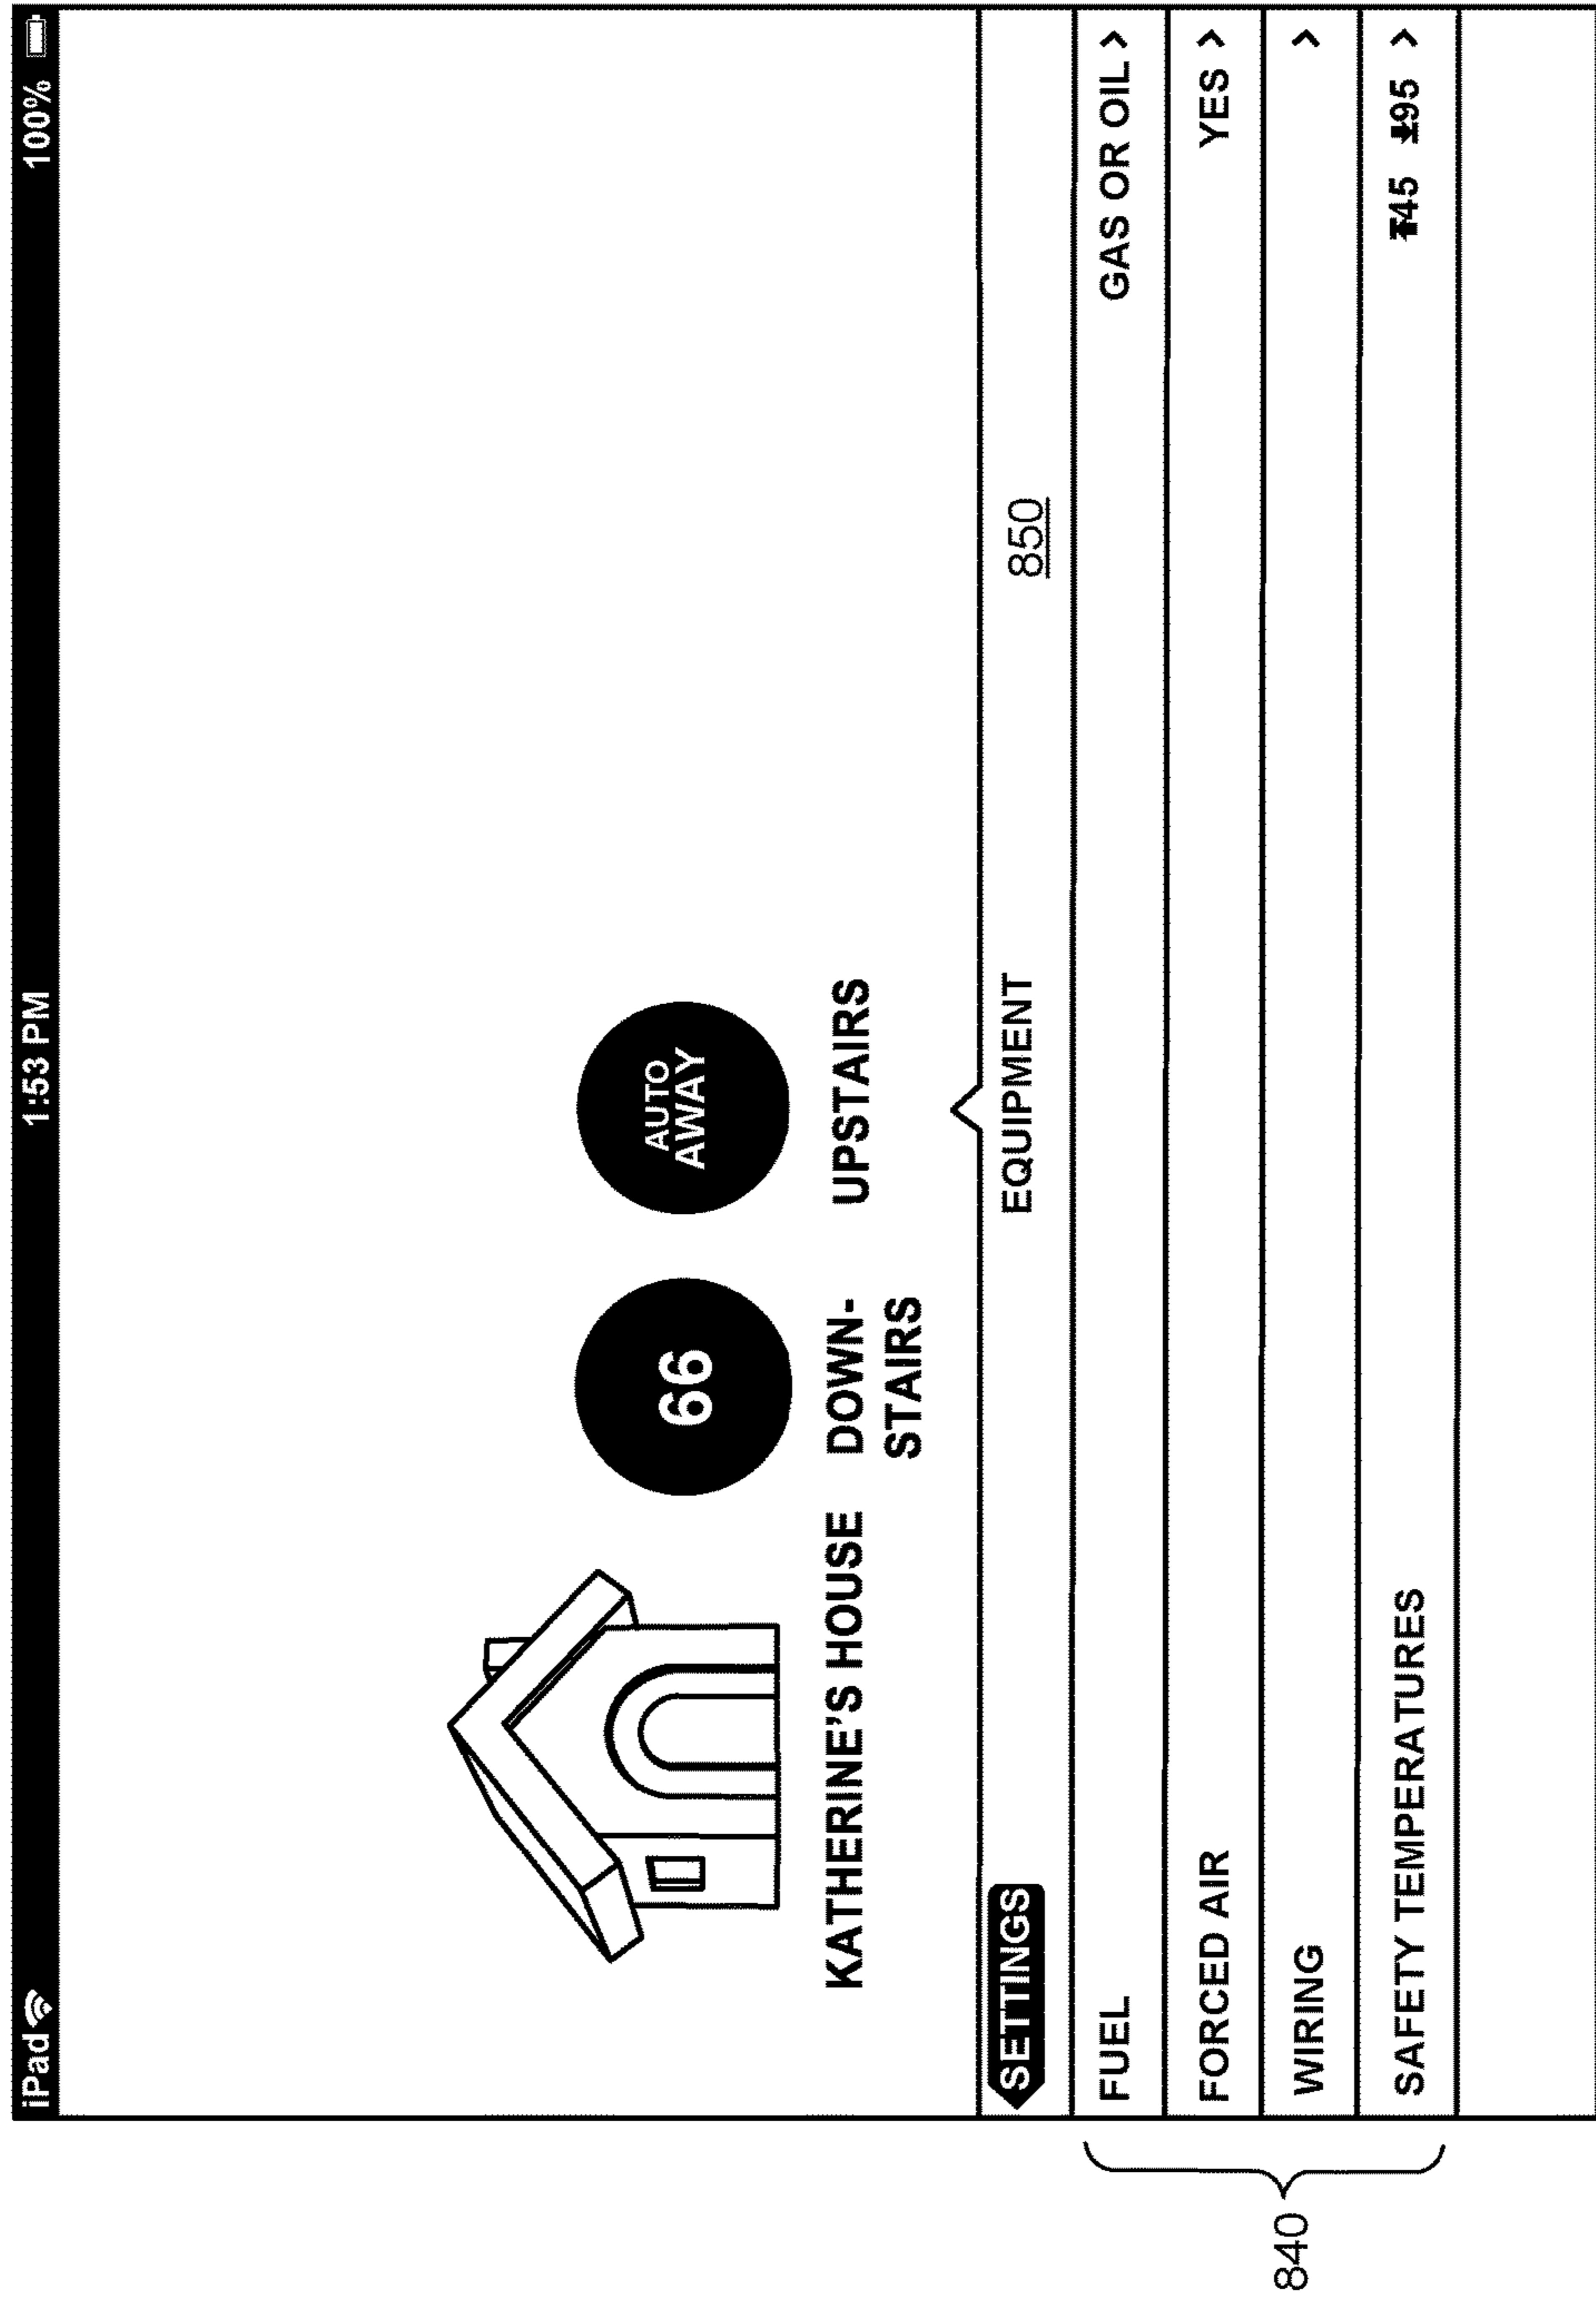 iPad 1:53 PM 100%
66
AUTO
AWAY
KATHERINE'S HOUSE DOWN- UPSTAIRS
STAIRS
SETTINGS EQUIPMENT 850
FUEL GAS OR OIL >
FORCED AIR YES >
WIRING >
SAFETY TEMPERATURES 45 95 >
840